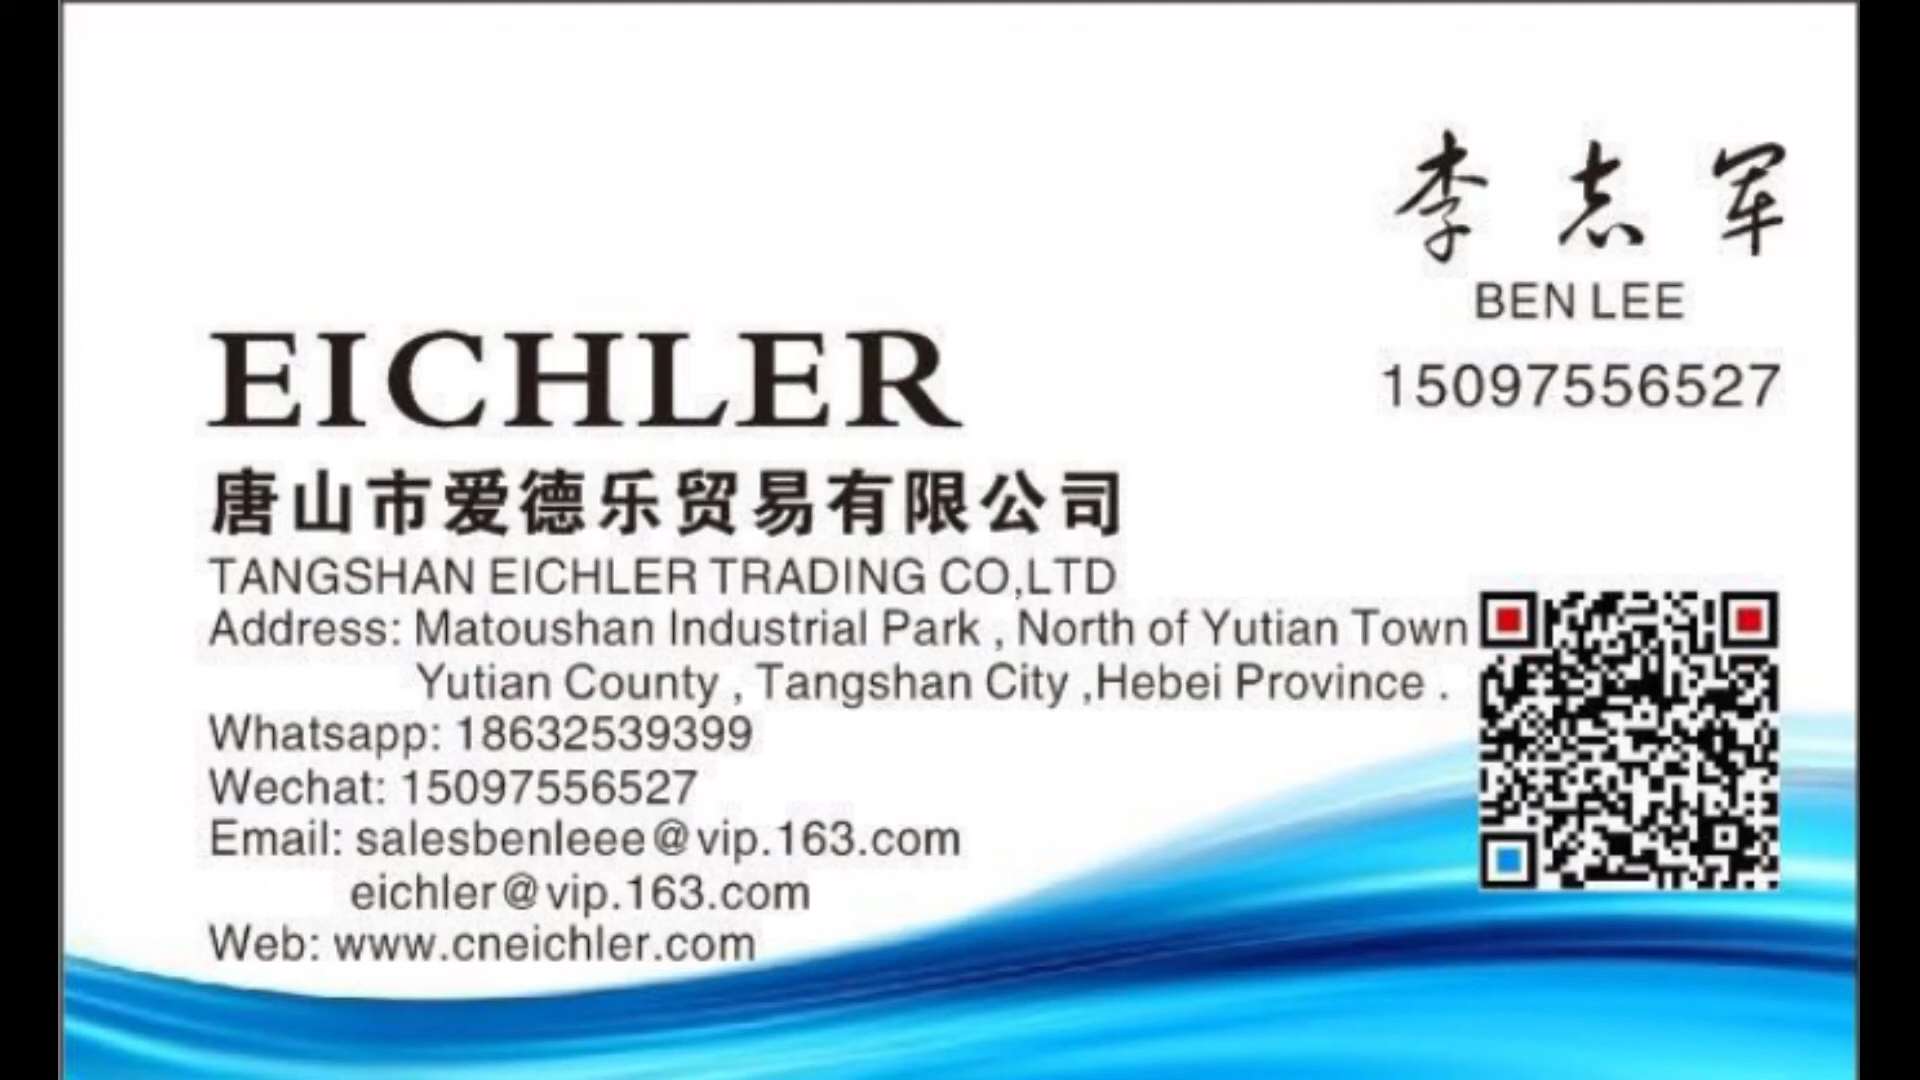 李志军
BEN LEE
15097556527
EICHLER
唐山市爱德乐贸易有限公司
TANGSHAN EICHLER TRADING CO,LTD
Address: Matoushan Industrial Park , North of Yutian Town
Yutian County , Tangshan City ,Hebei Province .
Whatsapp: 18632539399
Wechat: 15097556527
Email: salesbenleee@vip.163.com
eichler@vip.163.com
Web: www.cneichler.com